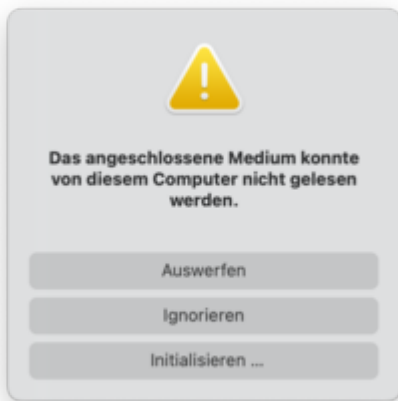 Das angeschlossene Medium konnte
von diesem Computer nicht gelesen
werden.
Auswerfen
Ignorieren
Initialisieren ...